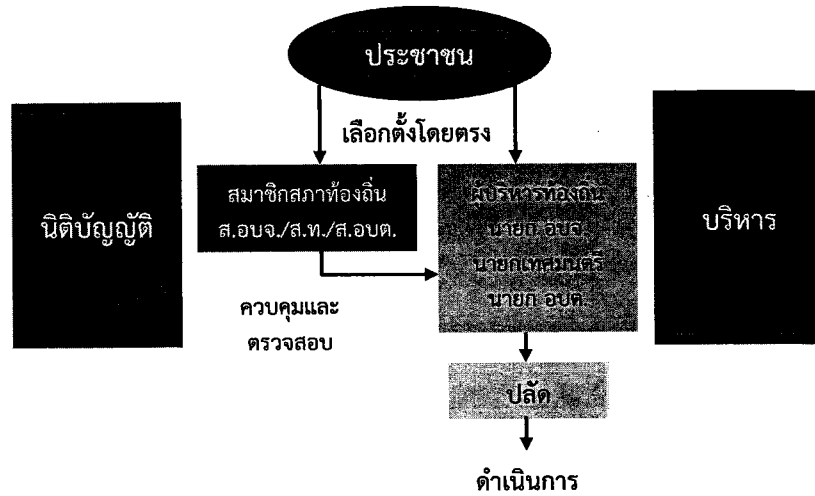 ประชาชน
เลือกตั้งโดยตรง
นิติบัญญัติ
สมาชิกสภาท้องถิ่น
ส.อบจ./ส.ท./ส.อบต.
ผู้บริหารท้องถิ่น
นายก อบจ.
นายกเทศมนตรี
นายก อบต.
บริหาร
ควบคุมและ
ตรวจสอบ
ปลัด
ดำเนินการ